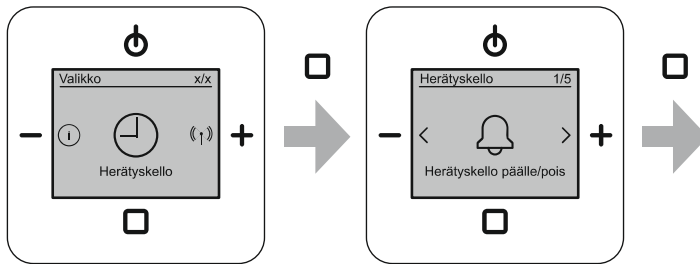 Valikko x/x
Herätyskello
Herätyskello 1/5
Herätyskello päälle/pois